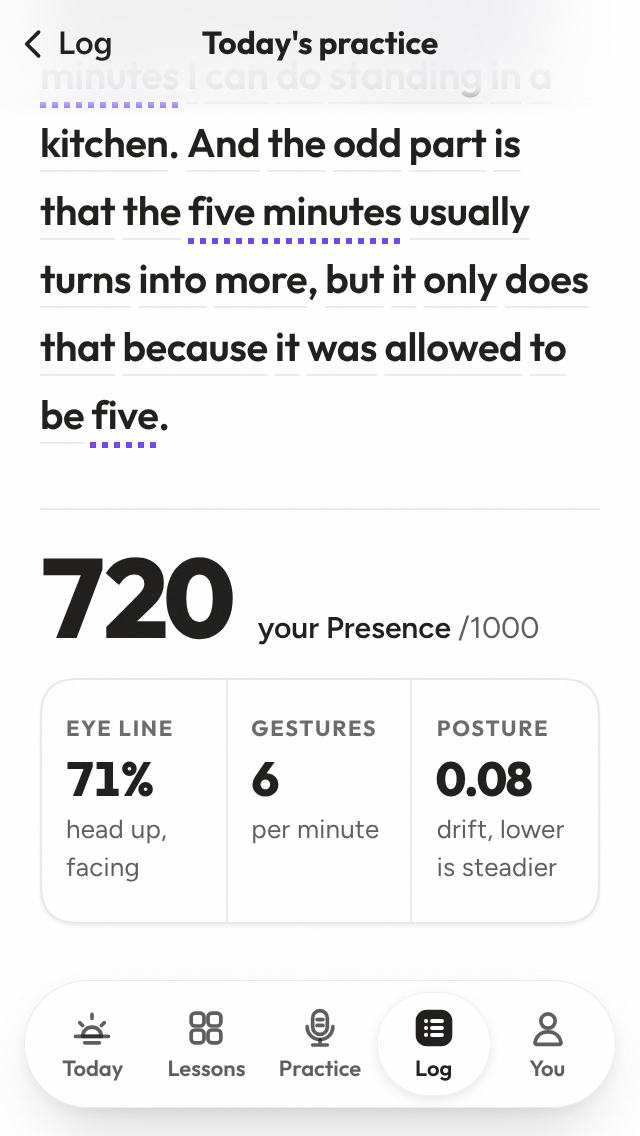 Log
Today's practice
minutes I can do standing in a
kitchen. And the odd part is
that the five minutes usually
turns into more, but it only does
that because it was allowed to
be five.
720 your Presence /1000
EYE LINE
71%
head up,
facing
GESTURES
6
per minute
POSTURE
0.08
drift, lower
is steadier
Today
Lessons
Practice
Log
You